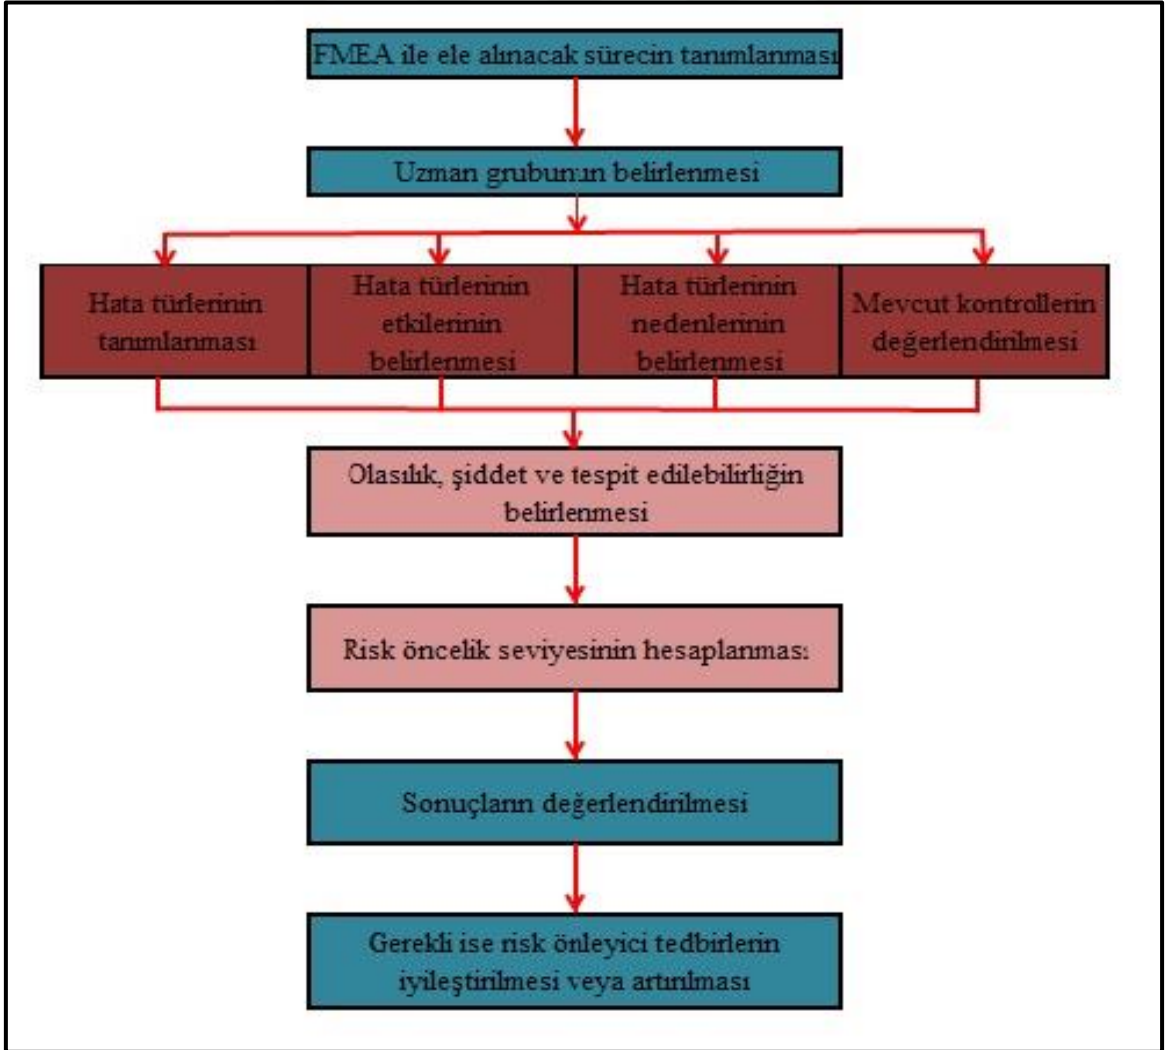 FMEA ile ele alınacak sürecin tanımlanması
Uzman grubunun belirlenmesi
Hata türlerinin
tanımlanması
Hata türlerinin
etkilerinin
belirlenmesi
Hata türlerinin
nedenlerinin
belirlenmesi
Mevcut kontrollerin
değerlendirilmesi
Olasılık, şiddet ve tespit edilebilirliğin
belirlenmesi
Risk öncelik seviyesinin hesaplanması
Sonuçların değerlendirilmesi
Gerekli ise risk önleyici tedbirlerin
iyileştirilmesi veya artırılması